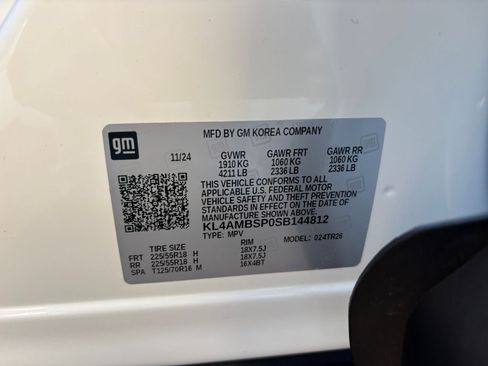 gm
MFD BY GM KOREA COMPANY
11/24 GVWR GAWR FRT GAWR RR
1910 KG 1060 KG 1060 KG
4211 LB 2336 LB 2336 LB
THIS VEHICLE CONFORMS TO ALL
APPLICABLE U.S. FEDERAL MOTOR
VEHICLE SAFETY, BUMPER, AND THEFT
PREVENTION STANDARDS IN EFFECT ON
THE DATE OF MANUFACTURE SHOWN ABOVE.
KL4AMBSP0SB144812
TYPE: MPV MODEL: 024TR26
TIRE SIZE RIM
FRT 225/55R18 H 18X7.5J
RR 225/55R18 H 18X7.5J
SPA T125/70R16 M 16X4BT